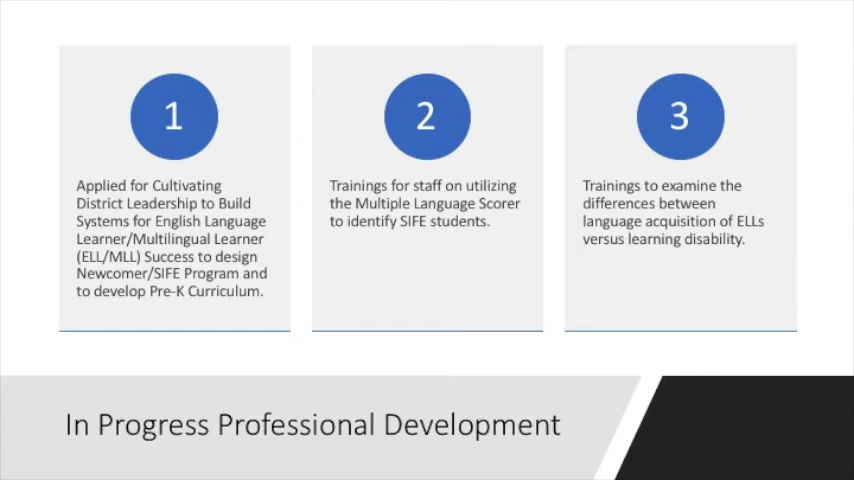 1
Applied for Cultivating
District Leadership to Build
Systems for English Language
Learner/Multilingual Learner
(ELL/MLL) Success to design
Newcomer/SIFE Program and
to develop Pre-K Curriculum.
2
Trainings for staff on utilizing
the Multiple Language Scorer
to identify SIFE students.
3
Trainings to examine the
differences between
language acquisition of ELLs
versus learning disability.
In Progress Professional Development